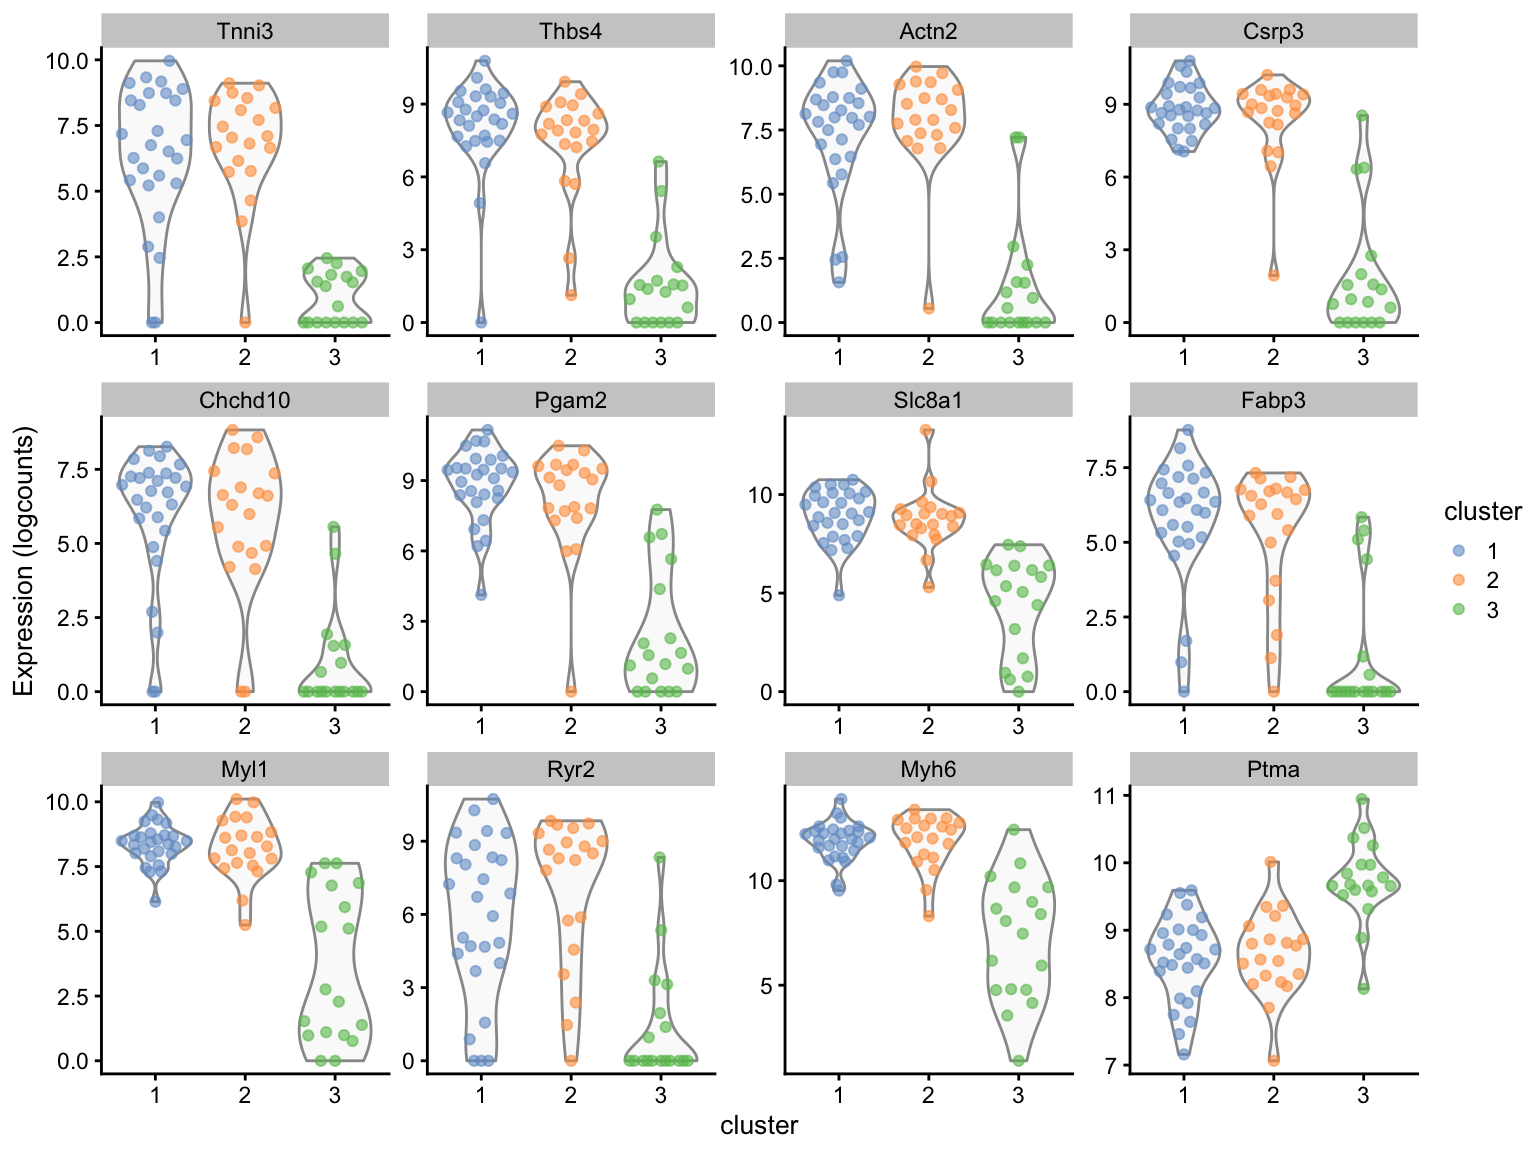 Tnni3 Thbs4 Actn2 Csrp3
10.0 7.5 5.0 2.5 0.0
9 6 3 0
10.0 7.5 5.0 2.5 0.0
9 6 3 0
1 2 3 1 2 3 1 2 3 1 2 3
Chchd10 Pgam2 Slc8a1 Fabp3
7.5 5.0 2.5 0.0
9 6 3 0
10 5 0
7.5 5.0 2.5 0.0
1 2 3 1 2 3 1 2 3 1 2 3
Myl1 Ryr2 Myh6 Ptma
10.0 7.5 5.0 2.5 0.0
9 6 3 0
10 5
11 10 9 8 7
1 2 3 1 2 3 1 2 3 1 2 3
Expression (logcounts)
cluster
cluster
1
2
3